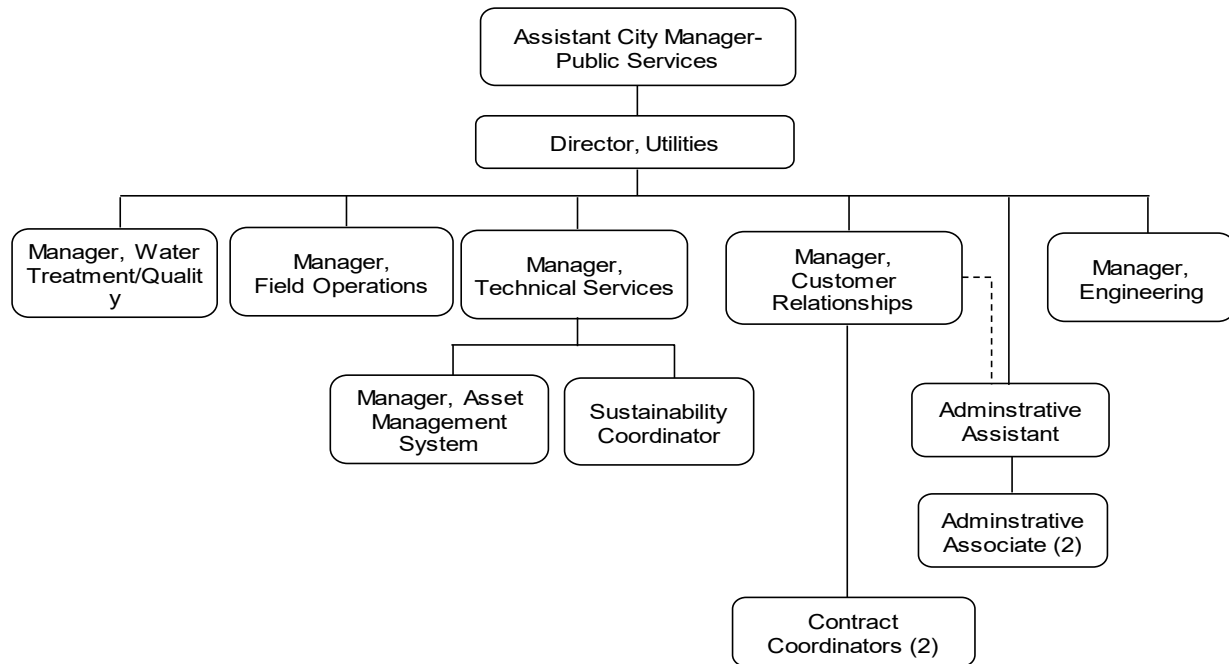 Assistant City Manager-
Public Services
Director, Utilities
Manager, Water
Treatment/Qualit
y
Manager,
Field Operations
Manager,
Technical Services
Manager,
Customer
Relationships
Manager,
Engineering
Manager, Asset
Management
System
Sustainability
Coordinator
Adminstrative
Assistant
Adminstrative
Associate (2)
Contract
Coordinators (2)